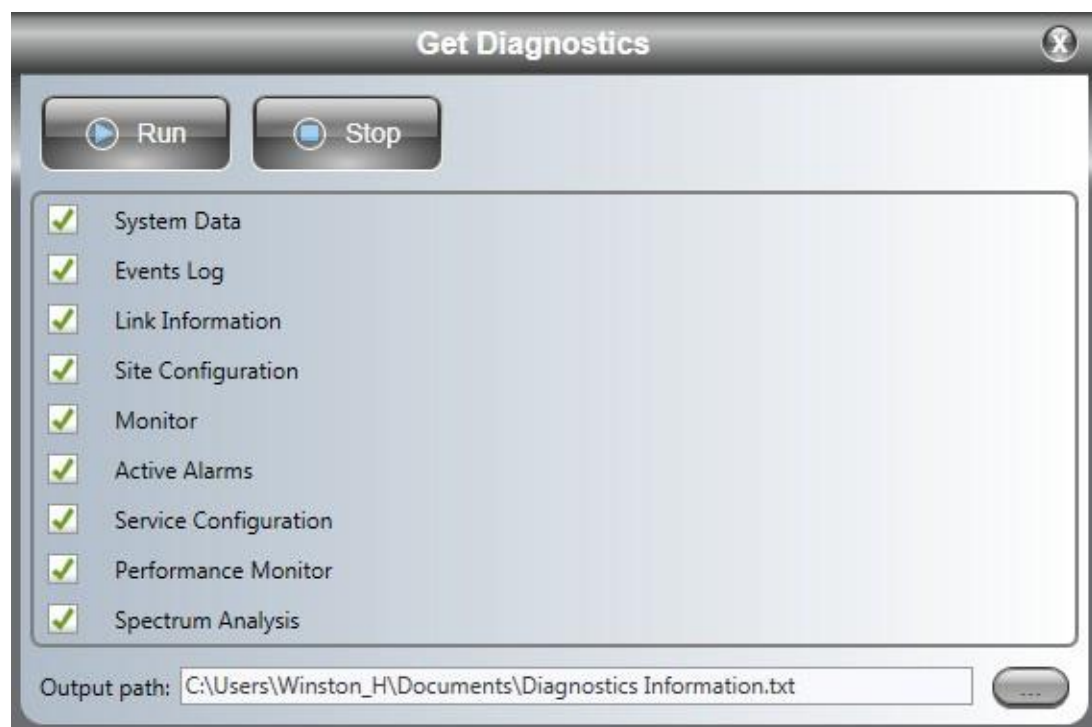 Get Diagnostics
X
Run
Stop
System Data
Events Log
Link Information
Site Configuration
Monitor
Active Alarms
Service Configuration
Performance Monitor
Spectrum Analysis
Output path: C:\Users\Winston_H\Documents\Diagnostics Information.txt
...